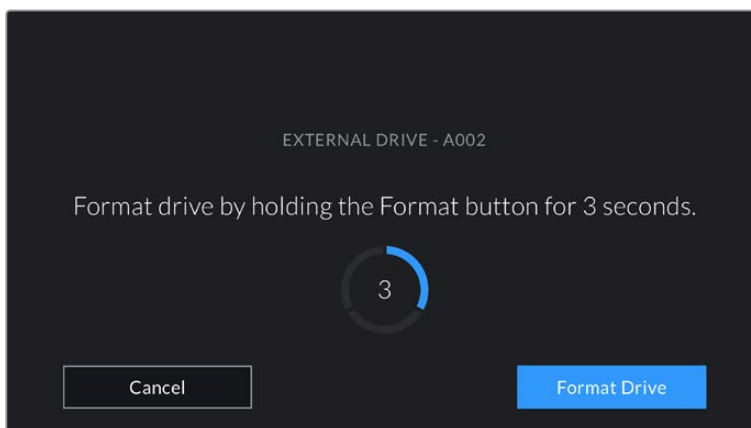 EXTERNAL DRIVE - A002
Format drive by holding the Format button for 3 seconds.
3
Cancel
Format Drive